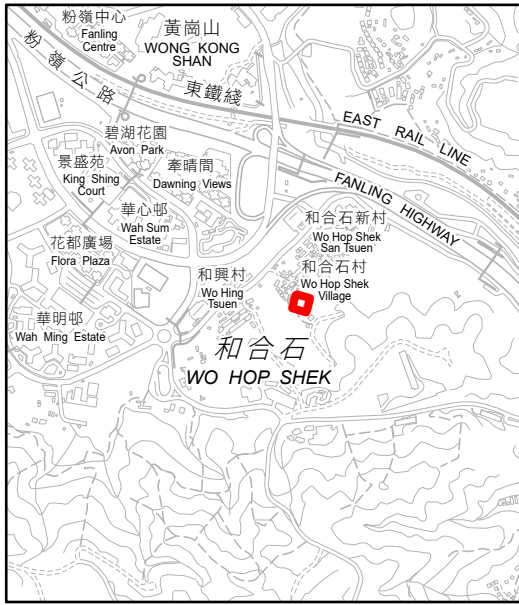 粉嶺中心
Fanling
Centre
黃崗山
WONG KONG
SHAN
粉嶺公路
東鐵綫
EAST RAIL LINE
碧湖花園
Avon Park
FANLING HIGHWAY
景盛苑
King Shing
Court
牽晴間
Dawning Views
華心邨
Wah Sum
Estate
和合石新村
Wo Hop Shek
San Tsuen
花都廣場
Flora Plaza
和興村
Wo Hing
Tsuen
和合石村
Wo Hop Shek
Village
華明邨
Wah Ming Estate
和合石
WO HOP SHEK